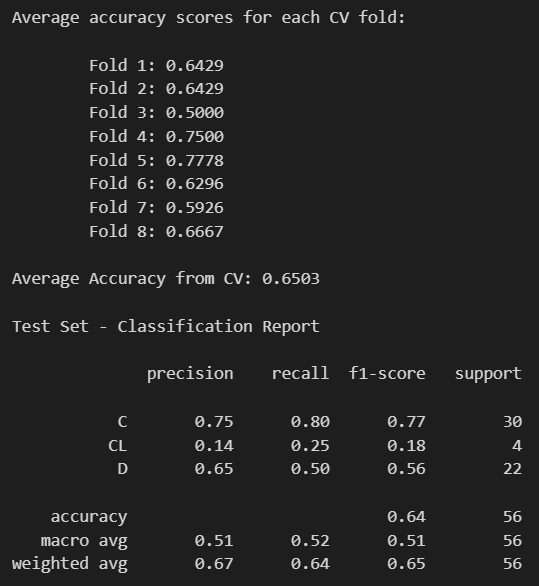 Average accuracy scores for each CV fold:
Fold 1: 0.6429
Fold 2: 0.6429
Fold 3: 0.5000
Fold 4: 0.7500
Fold 5: 0.7778
Fold 6: 0.6296
Fold 7: 0.5926
Fold 8: 0.6667
Average Accuracy from CV: 0.6503
Test Set - Classification Report
precision recall f1-score support
C 0.75 0.80 0.77 30
CL 0.14 0.25 0.18 4
D 0.65 0.50 0.56 22
accuracy 0.64 56
macro avg 0.51 0.52 0.51 56
weighted avg 0.67 0.64 0.65 56